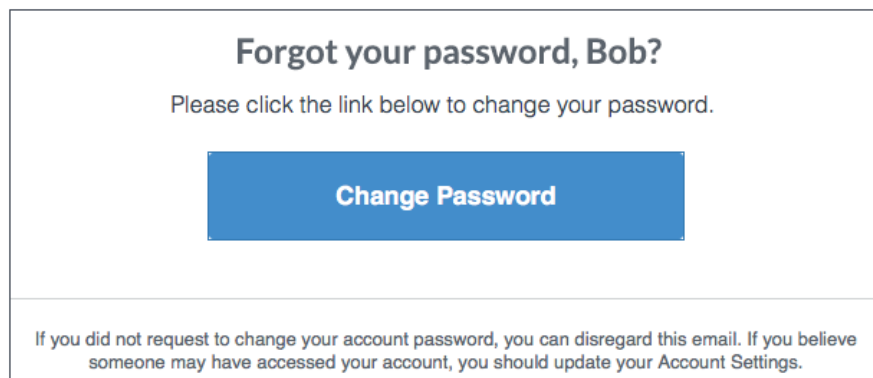 Forgot your password, Bob?
Please click the link below to change your password.
Change Password
If you did not request to change your account password, you can disregard this email. If you believe
someone may have accessed your account, you should update your Account Settings.